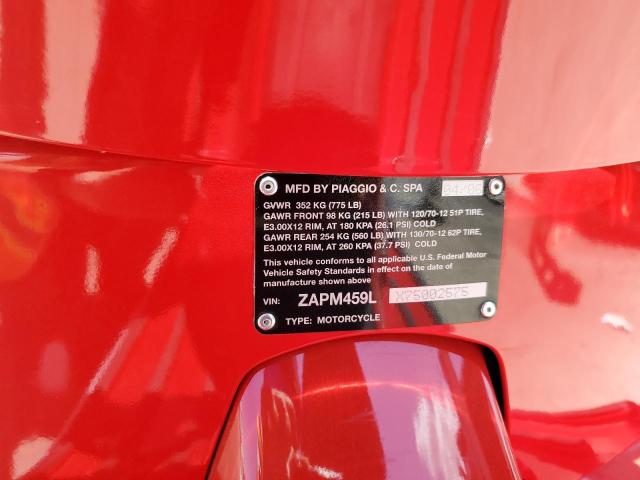 MFD BY PIAGGIO & C. SPA 04/06
GVWR 352 KG (775 LB)
GAWR FRONT 98 KG (215 LB) WITH 120/70-12 51P TIRE,
E3.00X12 RIM, AT 180 KPA (26.1 PSI) COLD
GAWR REAR 254 KG (560 LB) WITH 130/70-12 62P TIRE,
E3.00X12 RIM, AT 260 KPA (37.7 PSI) COLD
This vehicle conforms to all applicable U.S. Federal Motor
Vehicle Safety Standards in effect on the date of
manufacture shown above
VIN: ZAPM459L X75002575
TYPE: MOTORCYCLE